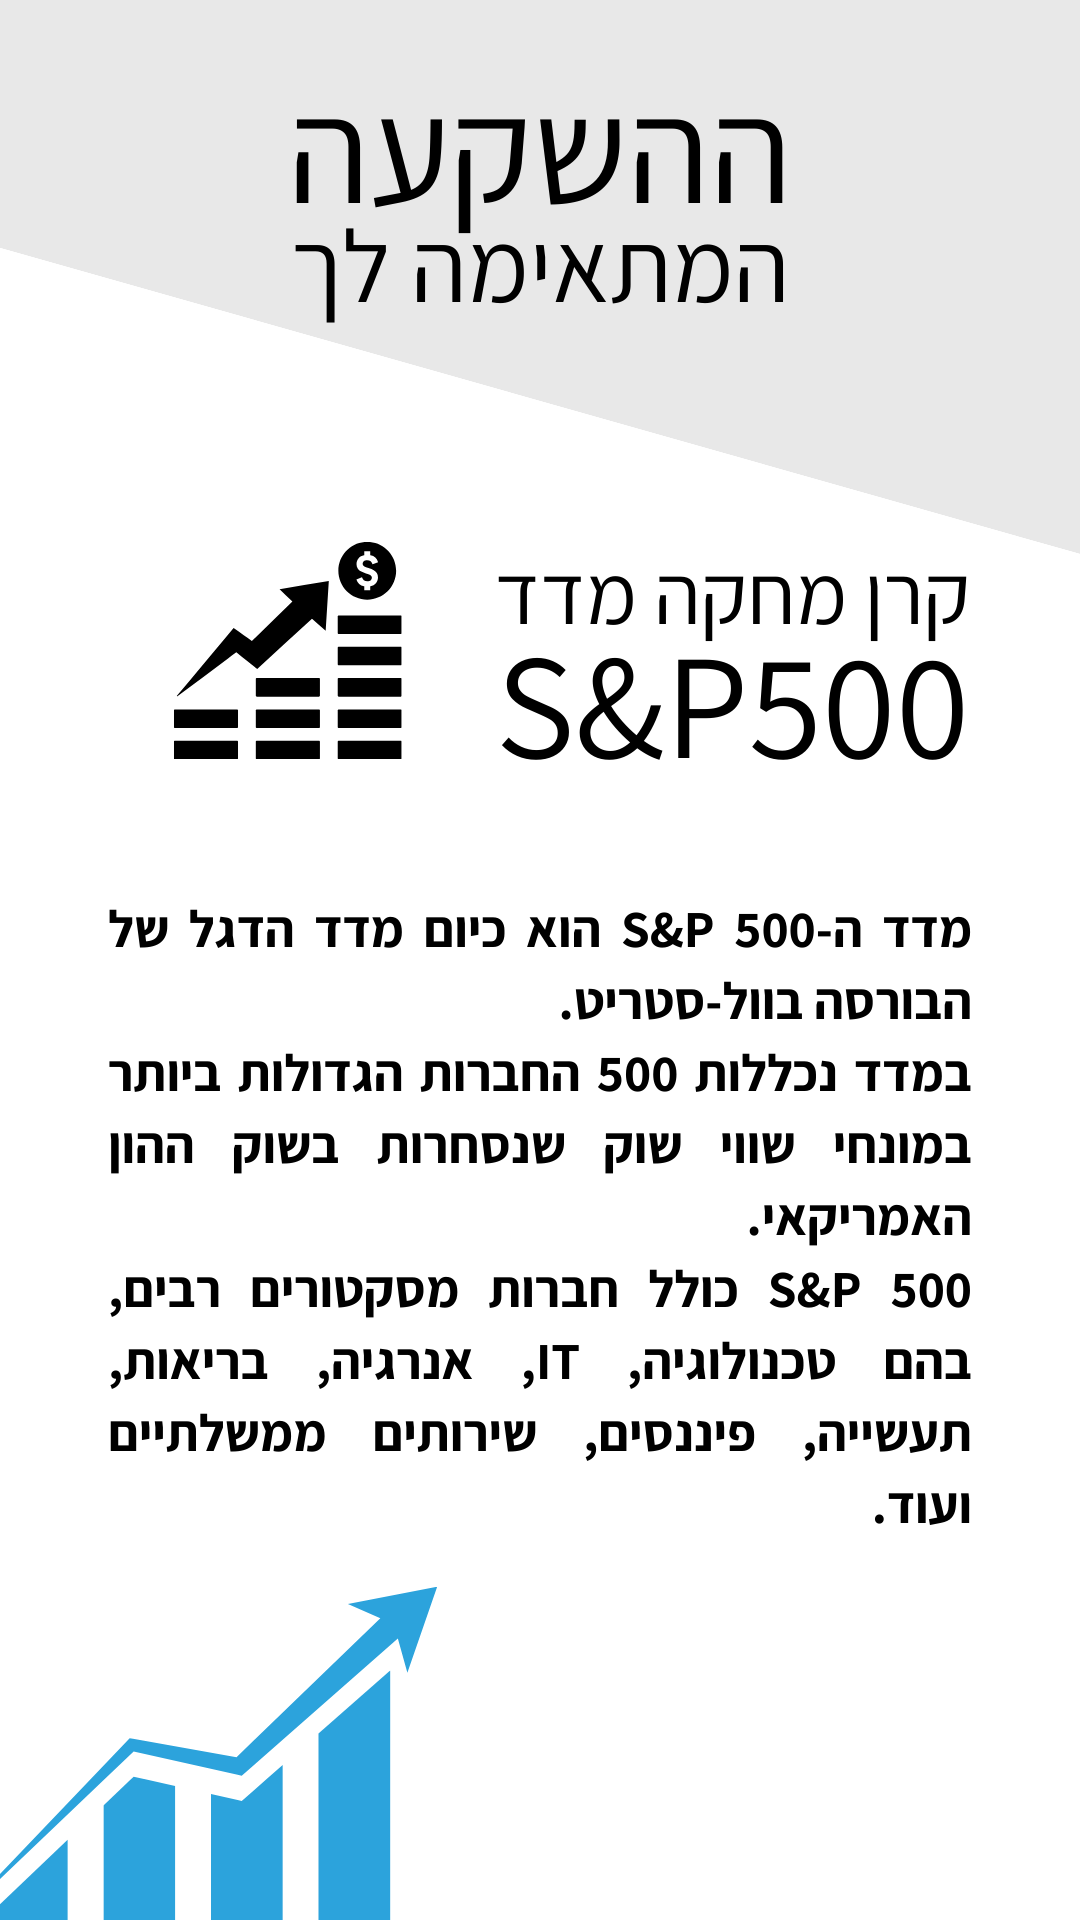 ההשקעה
המתאימה לך
$
קרן מחקה מדד
S&P500
מדד ה-S&P 500 הוא כיום מדד הדגל של
הבורסה בוול-סטריט.
במדד נכללות 500 החברות הגדולות ביותר
במונחי שווי שוק שנסחרות בשוק ההון
האמריקאי.
S&P 500 כולל חברות מסקטורים רבים,
בהם טכנולוגיה, IT, אנרגיה, בריאות,
תעשייה, פיננסים, שירותים ממשלתיים
ועוד.